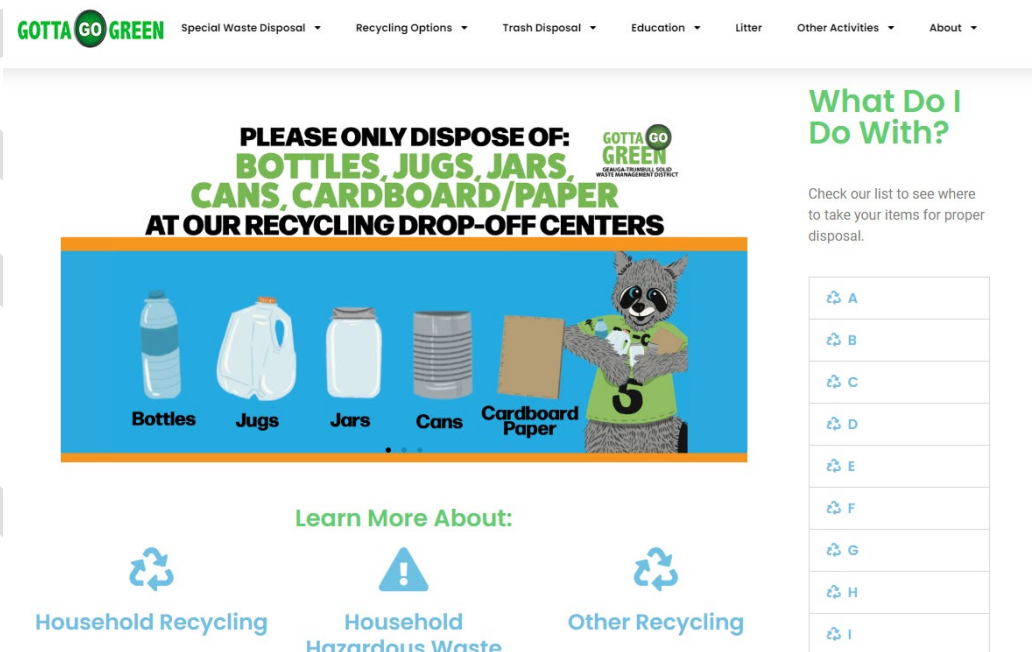 GOTTA GO GREEN
Special Waste Disposal
Recycling Options
Trash Disposal
Education
Litter
Other Activities
About
PLEASE ONLY DISPOSE OF:
BOTTLES, JUGS, JARS,
CANS, CARDBOARD/PAPER
AT OUR RECYCLING DROP-OFF CENTERS
GOTTA GO
GREEN
GEAUGA-TRUMBULL SOLID
WASTE MANAGEMENT DISTRICT
Bottles
Jugs
Jars
Cans
Cardboard
Paper
5
Learn More About:
Household Recycling
Household
Hazardous Waste
Other Recycling
What Do I
Do With?
Check our list to see where
to take your items for proper
disposal.
A
B
C
D
E
F
G
H
I